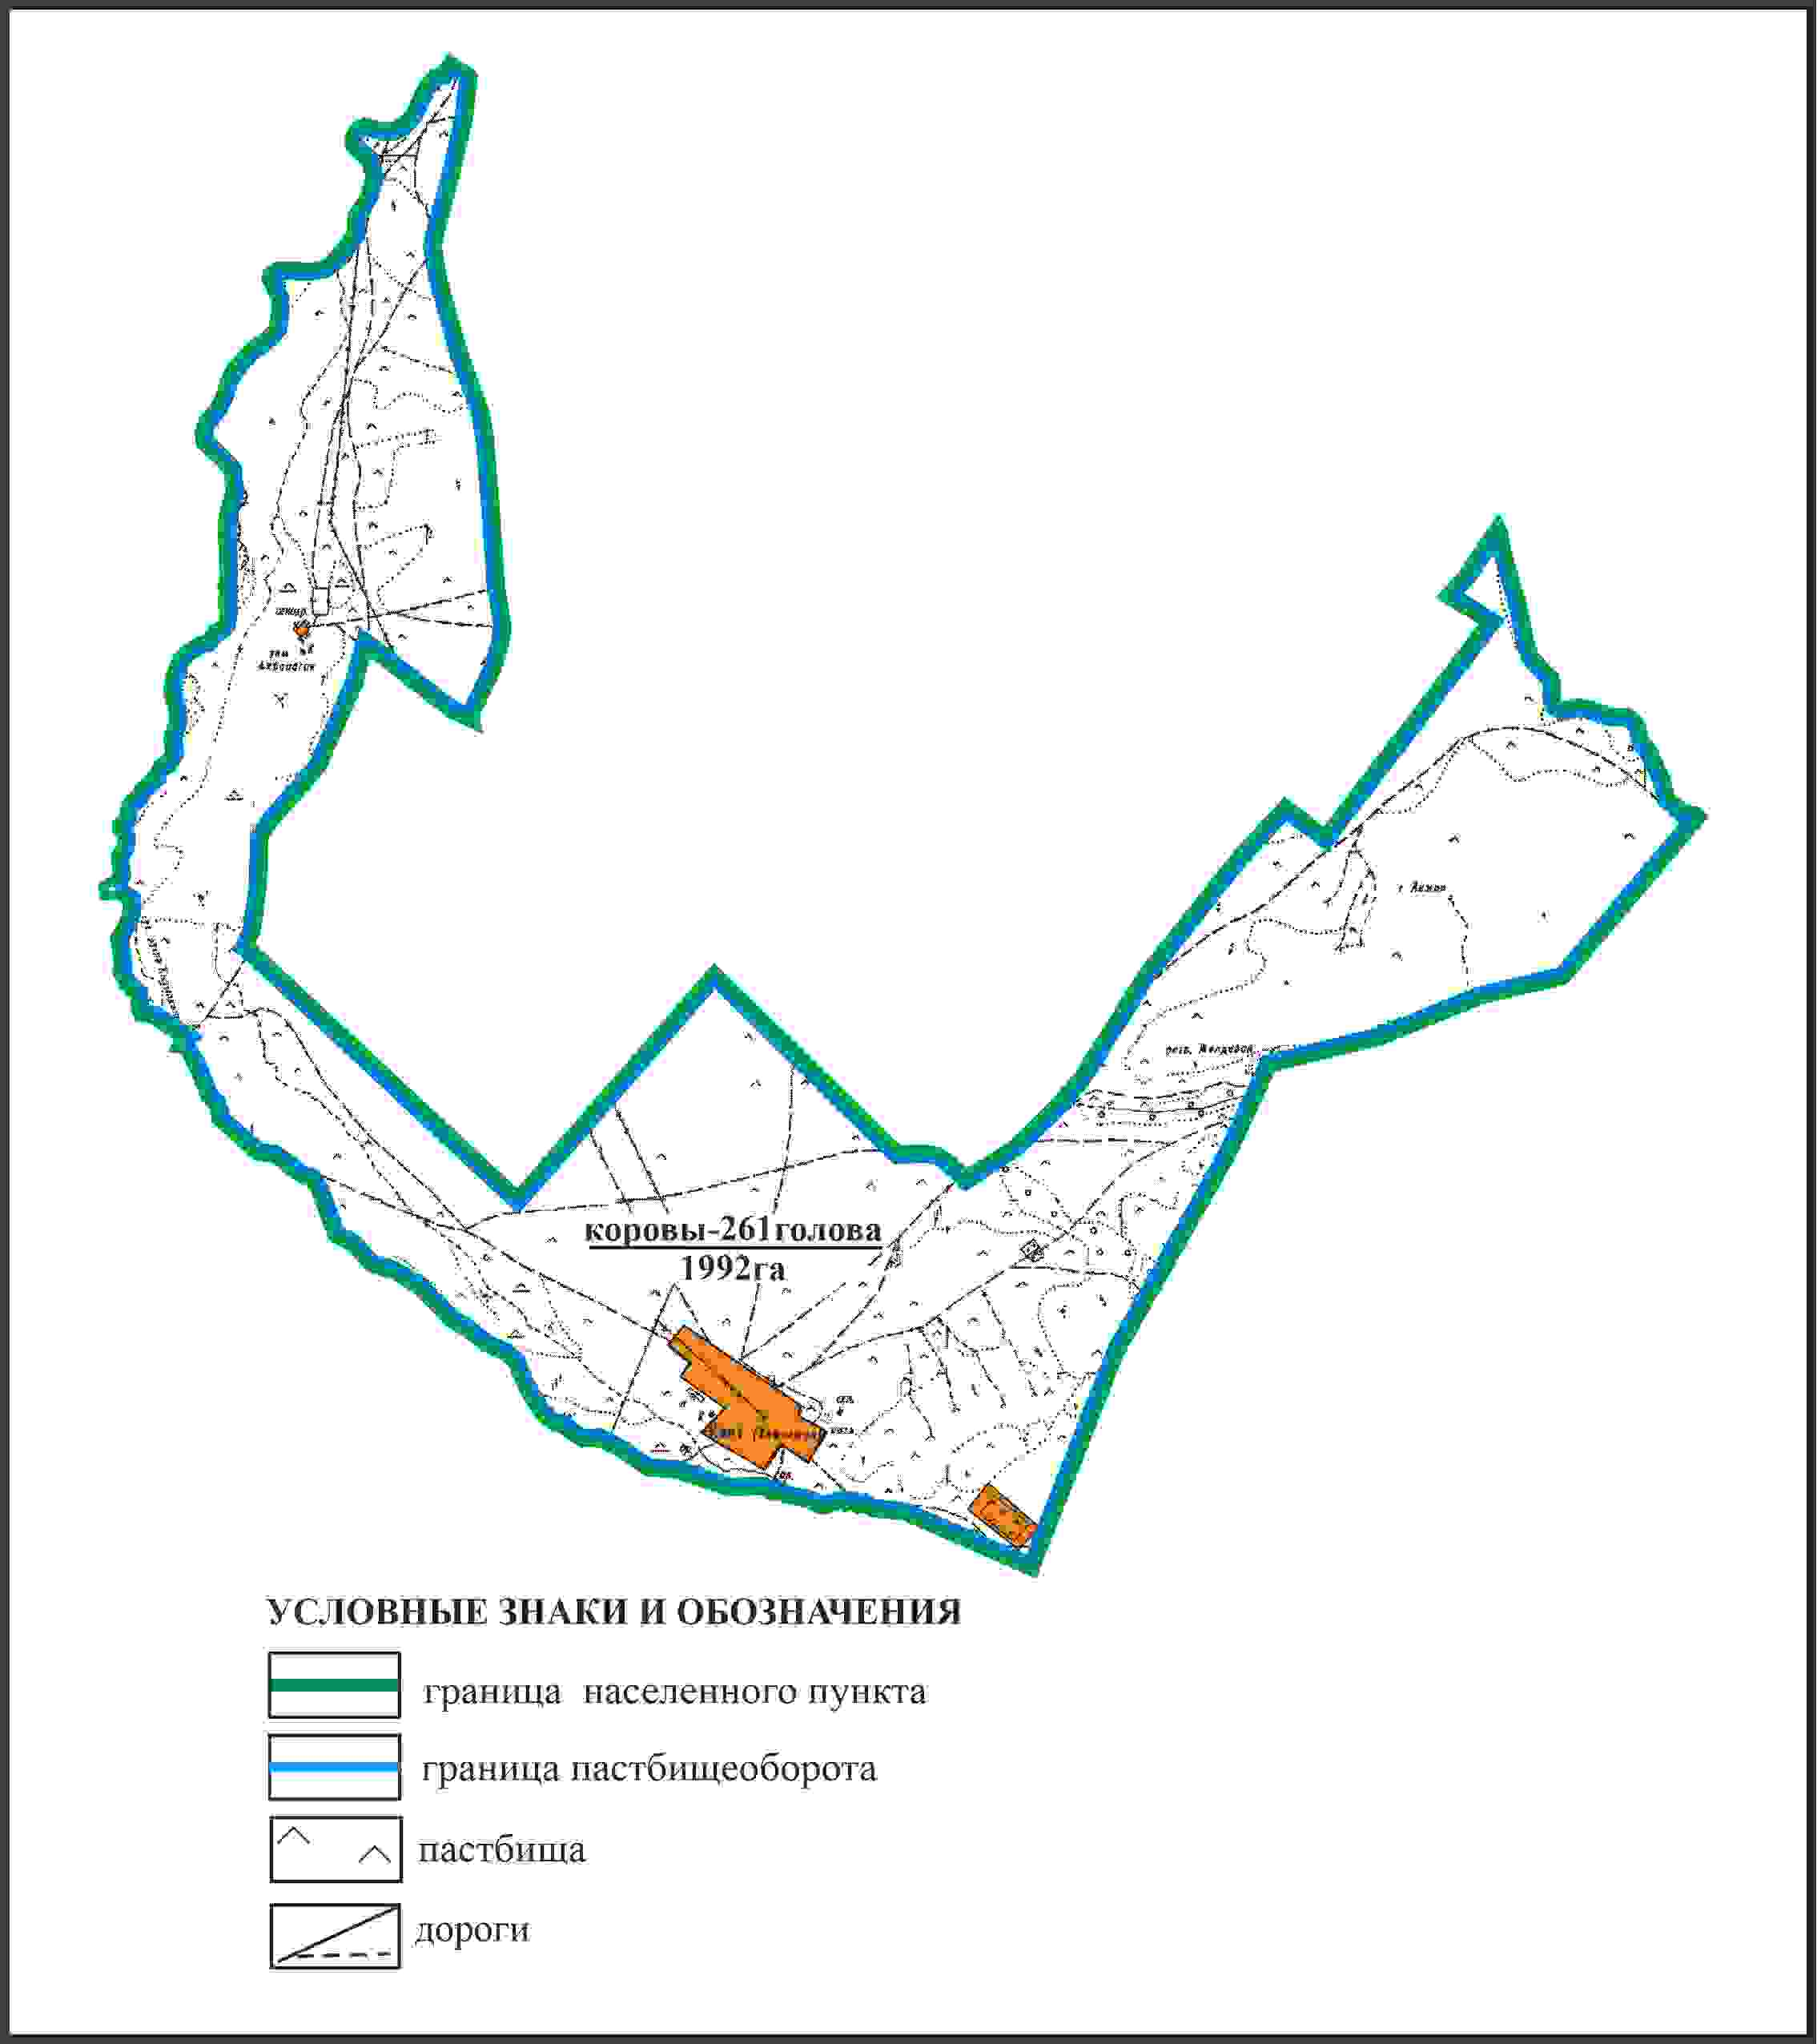 коровы-261голова
1992га
УСЛОВНЫЕ ЗНАКИ И ОБОЗНАЧЕНИЯ
граница населенного пункта
граница пастбищеоборота
пастбища
дороги